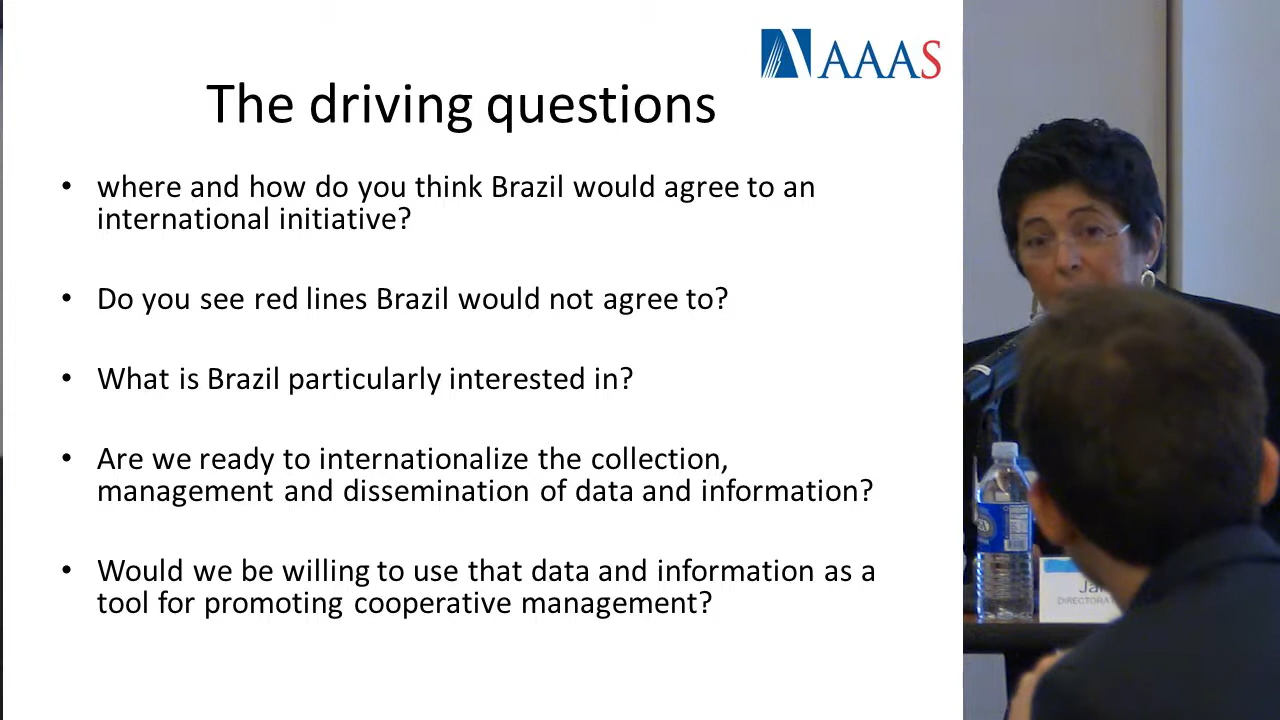 AAAS
The driving questions
• where and how do you think Brazil would agree to an
international initiative?
• Do you see red lines Brazil would not agree to?
• What is Brazil particularly interested in?
• Are we ready to internationalize the collection,
management and dissemination of data and information?
• Would we be willing to use that data and information as a
tool for promoting cooperative management?